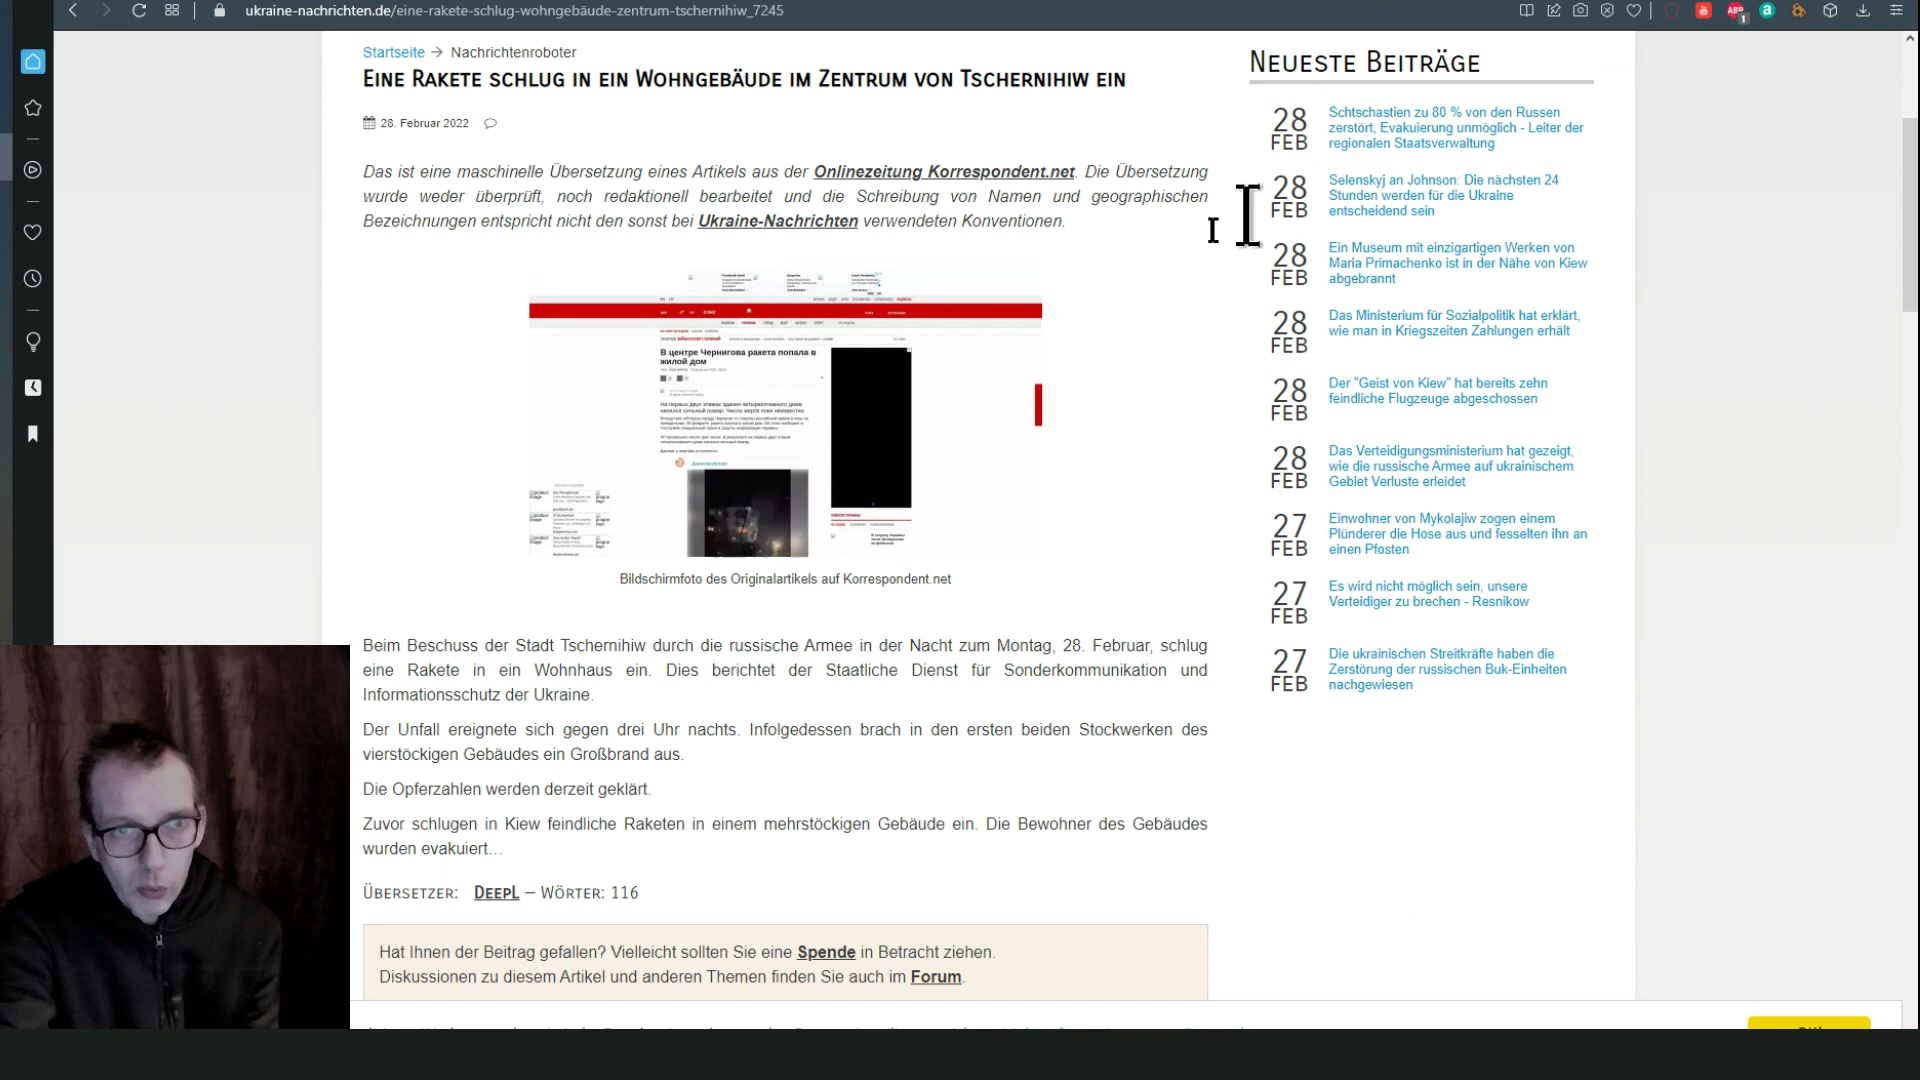 ukraine-nachrichten.de/eine-rakete-schlug-wohngebäude-zentrum-tschernihiw_7245
ABP
1
Startseite → Nachrichtenroboter
Eine Rakete schlug in ein Wohngebäude im Zentrum von Tschernihiw ein
28. Februar 2022
Das ist eine maschinelle Übersetzung eines Artikels aus der Onlinezeitung Korrespondent.net. Die Übersetzung
wurde weder überprüft, noch redaktionell bearbeitet und die Schreibung von Namen und geographischen
Bezeichnungen entspricht nicht den sonst bei Ukraine-Nachrichten verwendeten Konventionen.
В центре Чернигова ракета попала в
жилой дом
Bildschirmfoto des Originalartikels auf Korrespondent.net
Beim Beschuss der Stadt Tschernihiw durch die russische Armee in der Nacht zum Montag, 28. Februar, schlug
eine Rakete in ein Wohnhaus ein. Dies berichtet der Staatliche Dienst für Sonderkommunikation und
Informationsschutz der Ukraine.
Der Unfall ereignete sich gegen drei Uhr nachts. Infolgedessen brach in den ersten beiden Stockwerken des
vierstöckigen Gebäudes ein Großbrand aus.
Die Opferzahlen werden derzeit geklärt.
Zuvor schlugen in Kiew feindliche Raketen in einem mehrstöckigen Gebäude ein. Die Bewohner des Gebäudes
wurden evakuiert…
Übersetzer: DeepL — Wörter: 116
Hat Ihnen der Beitrag gefallen? Vielleicht sollten Sie eine Spende in Betracht ziehen.
Diskussionen zu diesem Artikel und anderen Themen finden Sie auch im Forum.
Neueste Beiträge
28 FEB
Schtschastien zu 80 % von den Russen
zerstört, Evakuierung unmöglich - Leiter der
regionalen Staatsverwaltung
28 FEB
Selenskyj an Johnson: Die nächsten 24
Stunden werden für die Ukraine
entscheidend sein
28 FEB
Ein Museum mit einzigartigen Werken von
Maria Primachenko ist in der Nähe von Kiew
abgebrannt
28 FEB
Das Ministerium für Sozialpolitik hat erklärt,
wie man in Kriegszeiten Zahlungen erhält
28 FEB
Der "Geist von Kiew" hat bereits zehn
feindliche Flugzeuge abgeschossen
28 FEB
Das Verteidigungsministerium hat gezeigt,
wie die russische Armee auf ukrainischem
Gebiet Verluste erleidet
27 FEB
Einwohner von Mykolajiw zogen einem
Plünderer die Hose aus und fesselten ihn an
einen Pfosten
27 FEB
Es wird nicht möglich sein, unsere
Verteidiger zu brechen - Resnikow
27 FEB
Die ukrainischen Streitkräfte haben die
Zerstörung der russischen Buk-Einheiten
nachgewiesen